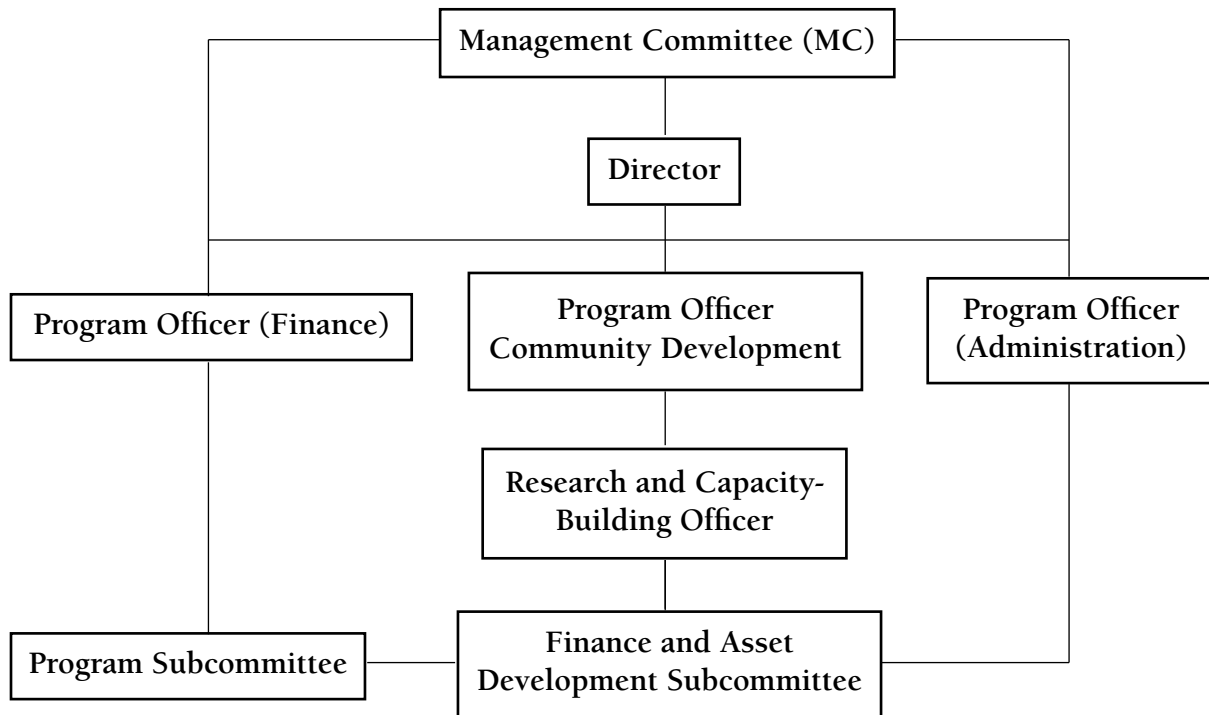 Management Committee (MC)
Director
Program Officer (Finance)
Program Officer
Community Development
Program Officer
(Administration)
Research and Capacity-
Building Officer
Program Subcommittee
Finance and Asset
Development Subcommittee